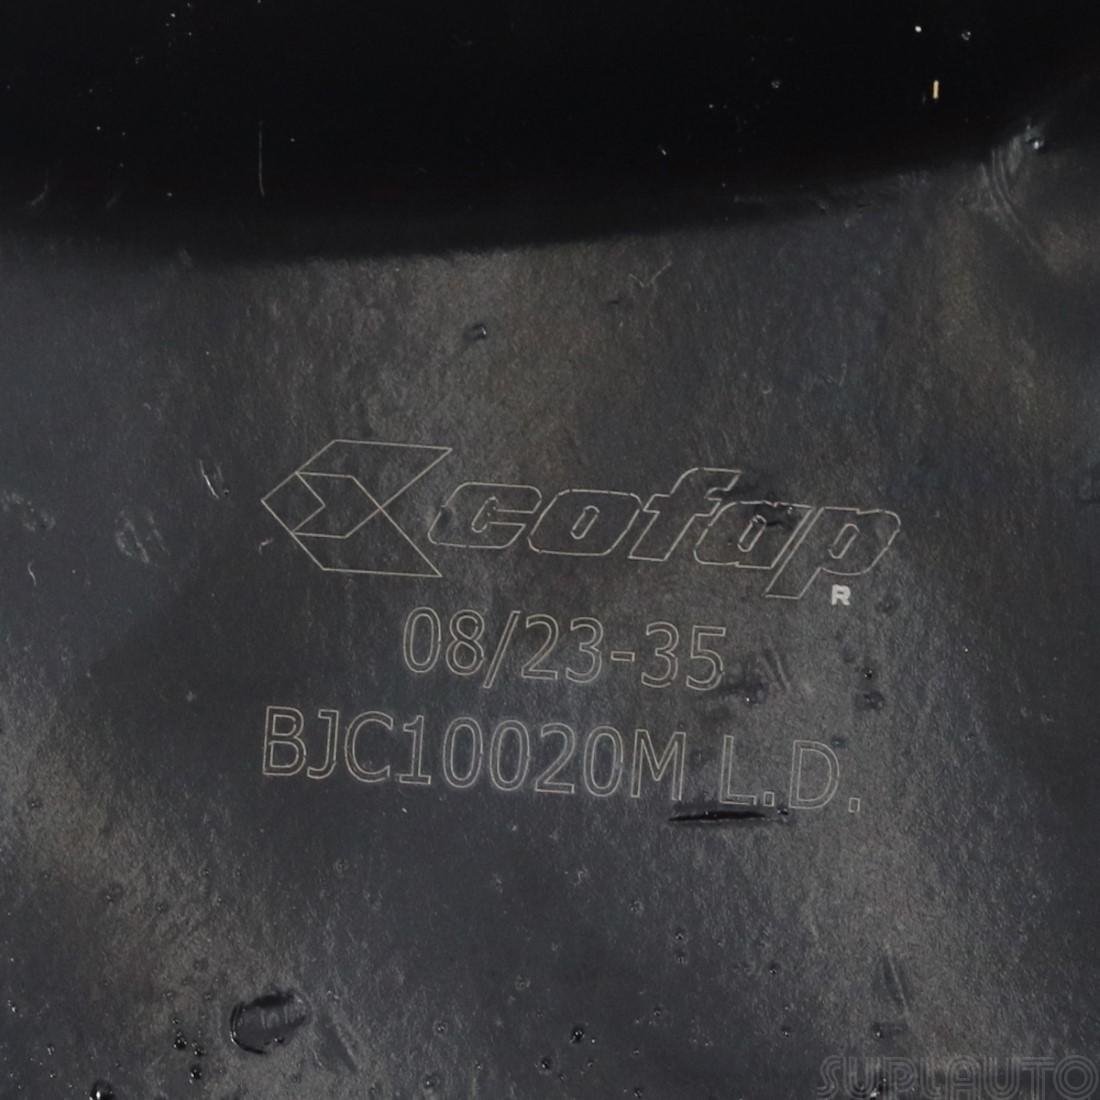 cofap
R
08/23-35
BJC10020M L.D.
SUPLAUTO